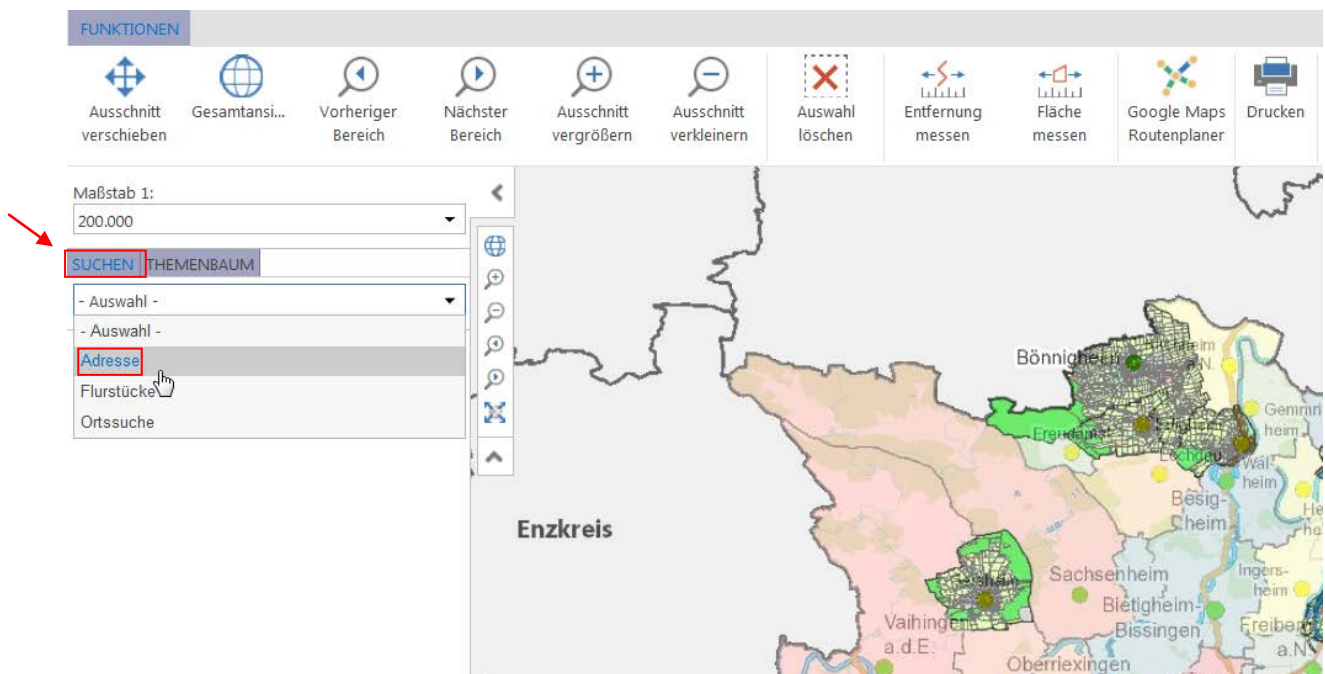 FUNKTIONEN
Ausschnitt verschieben
Gesamtansi...
Vorheriger Bereich
Nächster Bereich
Ausschnitt vergrößern
Ausschnitt verkleinern
Auswahl löschen
Entfernung messen
Fläche messen
Google Maps Routenplaner
Drucken
Maßstab 1:
200.000
SUCHEN THEMENBAUM
- Auswahl -
- Auswahl -
Adresse
Flurstücke
Ortssuche
Bönnigheim
a.N.
Gemmri
heim
Wal-
heim
Besig-
heim
Enzkreis
Sachsenheim
Ingers-
heim
Bietigheim-
Bissingen
Vaihingen
a.d.E.
Freiberg
a.N.
Oberriexingen